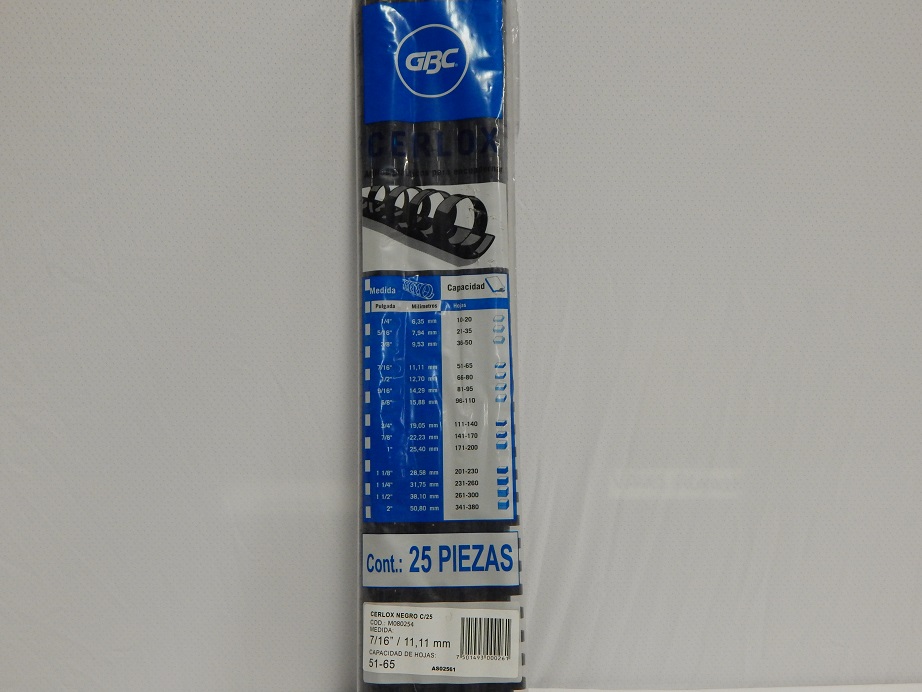 GBC
CERLOX
Medida Capacidad
Pulgada Milímetros Hojas
1/4" 6,35 mm 10-20
5/16" 7,94 mm 21-35
3/8" 9,53 mm 36-50
7/16" 11,11 mm 51-65
1/2" 12,70 mm 66-80
9/16" 14,29 mm 81-95
5/8" 15,88 mm 96-110
3/4" 19,05 mm 111-140
7/8" 22,23 mm 141-170
1" 25,40 mm 171-200
1 1/8" 28,58 mm 201-230
1 1/4" 31,75 mm 231-260
1 1/2" 38,10 mm 261-300
2" 50,80 mm 341-380
Cont.: 25 PIEZAS
CERLOX NEGRO C/25
COD.: M080254
MEDIDA:
7/16" / 11,11 mm
CAPACIDAD DE HOJAS:
51-65
7 501493 000261
AS02561